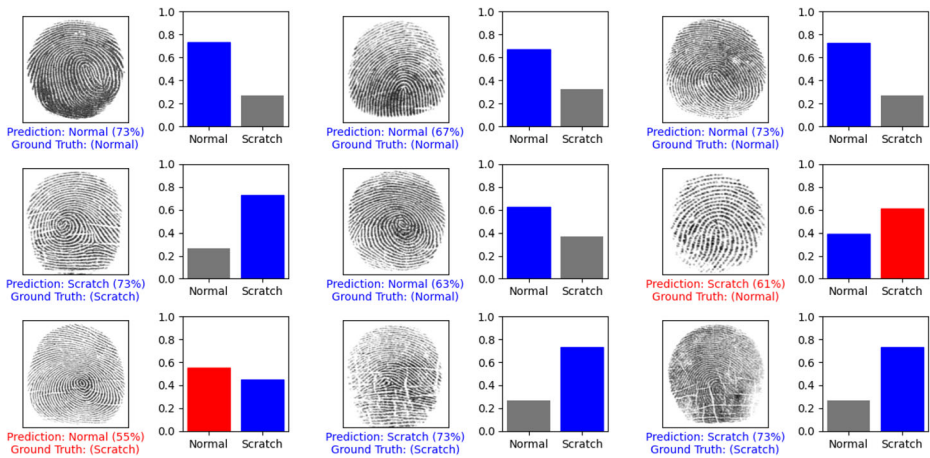 1.0
0.8
0.6
0.4
0.2
0.0
Normal Scratch
Prediction: Normal (73%)
Ground Truth: (Normal)
1.0
0.8
0.6
0.4
0.2
0.0
Normal Scratch
Prediction: Normal (67%)
Ground Truth: (Normal)
1.0
0.8
0.6
0.4
0.2
0.0
Normal Scratch
Prediction: Normal (73%)
Ground Truth: (Normal)
1.0
0.8
0.6
0.4
0.2
0.0
Normal Scratch
Prediction: Scratch (73%)
Ground Truth: (Scratch)
1.0
0.8
0.6
0.4
0.2
0.0
Normal Scratch
Prediction: Normal (63%)
Ground Truth: (Normal)
1.0
0.8
0.6
0.4
0.2
0.0
Normal Scratch
Prediction: Scratch (61%)
Ground Truth: (Normal)
1.0
0.8
0.6
0.4
0.2
0.0
Normal Scratch
Prediction: Normal (55%)
Ground Truth: (Scratch)
1.0
0.8
0.6
0.4
0.2
0.0
Normal Scratch
Prediction: Scratch (73%)
Ground Truth: (Scratch)
1.0
0.8
0.6
0.4
0.2
0.0
Normal Scratch
Prediction: Scratch (73%)
Ground Truth: (Scratch)